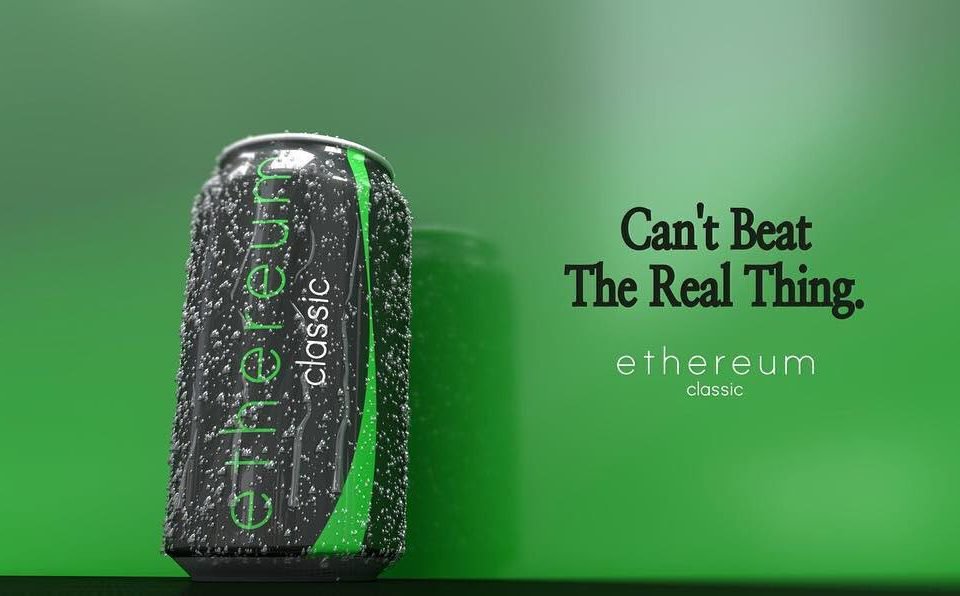 ethereum
classic
Can't Beat
The Real Thing.
ethereum
classic